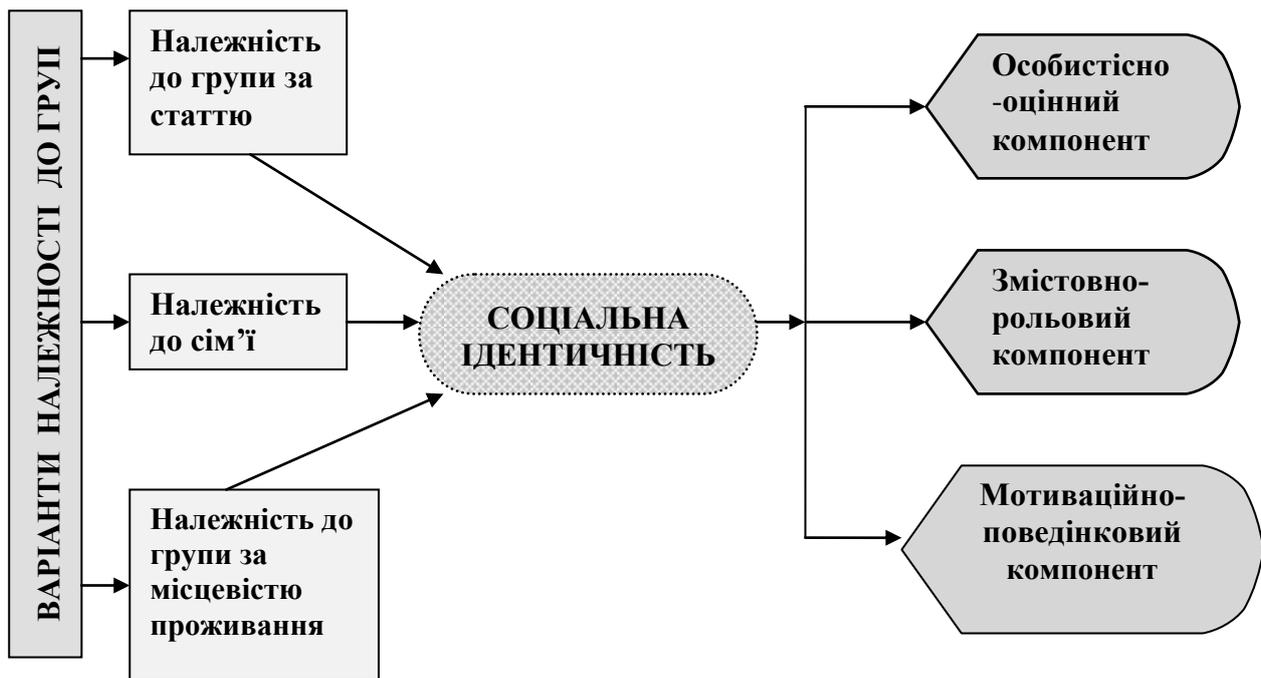 ВАРІАНТИ НАЛЕЖНОСТІ ДО ГРУП
Належність
до групи за
статтю
Належність
до сім’ї
Належність до
групи за
місцевістю
проживання
СОЦІАЛЬНА
ІДЕНТИЧНІСТЬ
Особистісно
-оцінний
компонент
Змістовно-
рольовий
компонент
Мотиваційно-
поведінковий
компонент